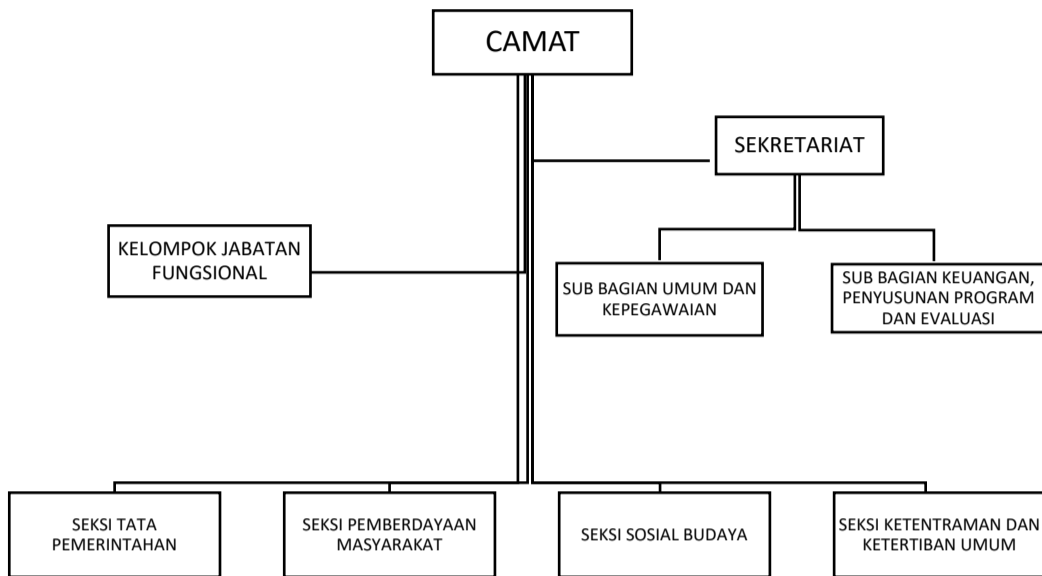 CAMAT
SEKRETARIAT
KELOMPOK JABATAN
FUNGSIONAL
SUB BAGIAN UMUM DAN
KEPEGAWAIAN
SUB BAGIAN KEUANGAN,
PENYUSUNAN PROGRAM
DAN EVALUASI
SEKSI TATA
PEMERINTAHAN
SEKSI PEMBERDAYAAN
MASYARAKAT
SEKSI SOSIAL BUDAYA
SEKSI KETENTRAMAN DAN
KETERTIBAN UMUM